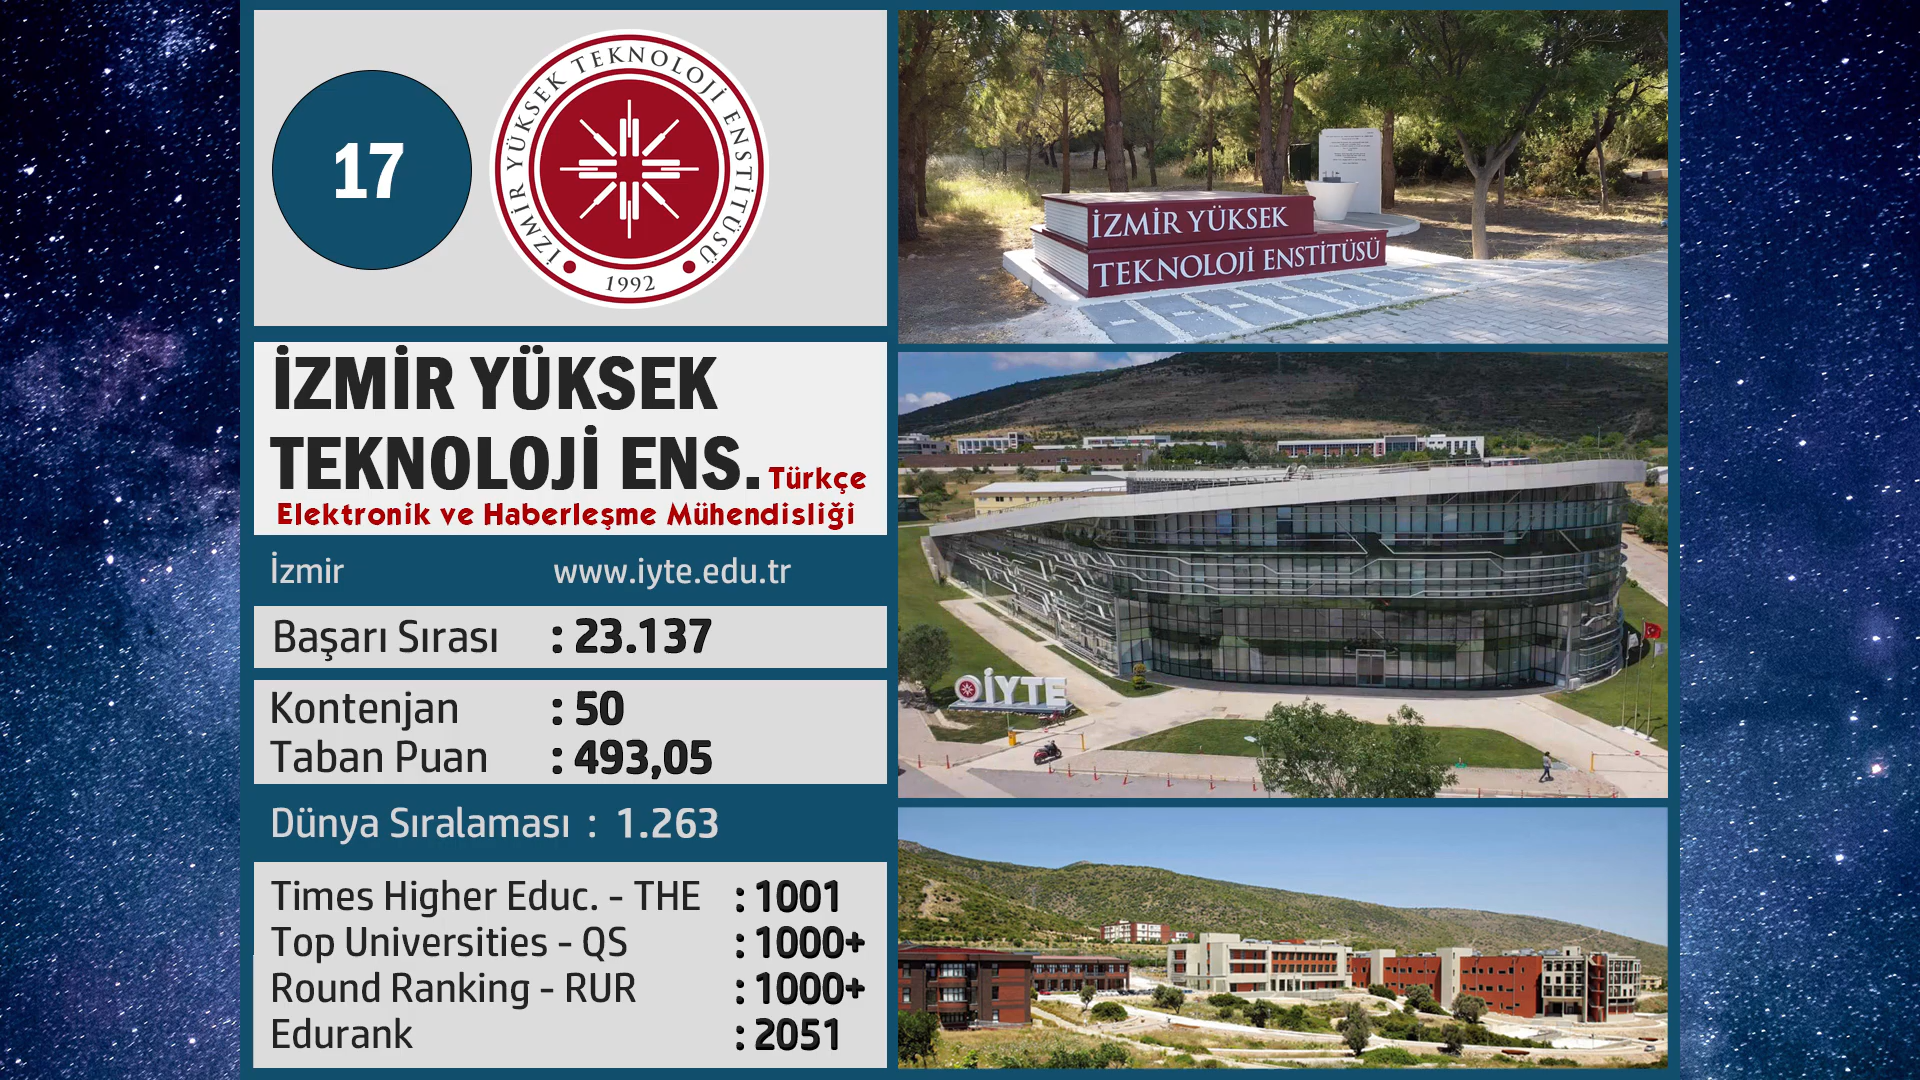 17
İZMİR YÜKSEK TEKNOLOJİ ENSTİTÜSÜ
1992
İZMİR YÜKSEK
TEKNOLOJİ ENS. Türkçe
Elektronik ve Haberleşme Mühendisliği
İzmir www.iyte.edu.tr
Başarı Sırası : 23.137
Kontenjan : 50
Taban Puan : 493,05
Dünya Sıralaması : 1.263
Times Higher Educ. - THE : 1001
Top Universities - QS : 1000+
Round Ranking - RUR : 1000+
Edurank : 2051
İZMİR YÜKSEK
TEKNOLOJİ ENSTİTÜSÜ
İYTE